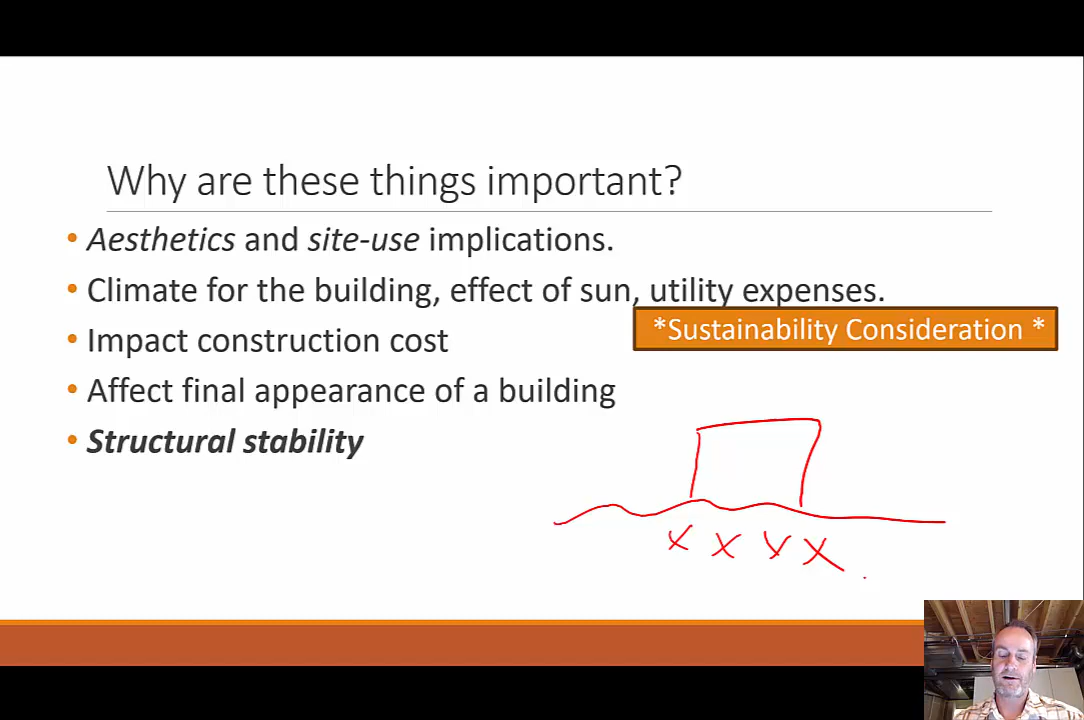 Why are these things important?
• Aesthetics and site-use implications.
• Climate for the building, effect of sun, utility expenses.
*Sustainability Consideration *
• Impact construction cost
• Affect final appearance of a building
• Structural stability
X X X X